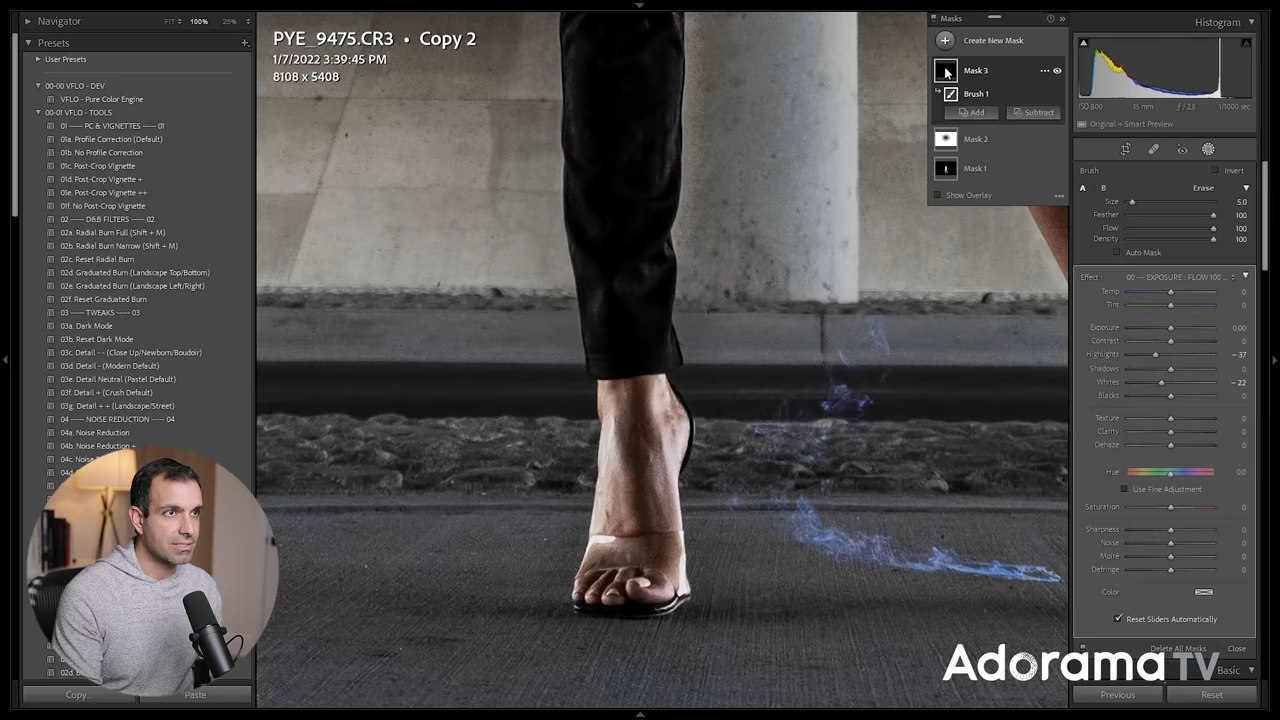 Navigator
FIT
100%
25%
Presets
User Presets
00-00 VFLO - DEV
VFLO - Pure Color Engine
00-01 VFLO - TOOLS
01 ------ PC & VIGNETTES ------ 01
01a. Profile Correction (Default)
01b. No Profile Correction
01c. Post-Crop Vignette
01d. Post-Crop Vignette +
01e. Post-Crop Vignette ++
01f. No Post-Crop Vignette
02 ------ D&B FILTERS ------ 02
02a. Radial Burn Full (Shift + M)
02b. Radial Burn Narrow (Shift + M)
02c. Reset Radial Burn
02d. Graduated Burn (Landscape Top/Bottom)
02e. Graduated Burn (Landscape Left/Right)
02f. Reset Graduated Burn
03 ------ TWEAKS ------ 03
03a. Dark Mode
03b. Reset Dark Mode
03c. Detail - - (Close Up/Newborn/Boudoir)
03d. Detail - (Modern Default)
03e. Detail Neutral (Pastel Default)
03f. Detail + (Crush Default)
03g. Detail + + (Landscape/Street)
04 ------ NOISE REDUCTION ------ 04
04a. Noise Reduction
04b. Noise Reduction +
Copy...
Paste
PYE_9475.CR3 • Copy 2
1/7/2022 3:39:45 PM
8108 x 5408
Masks
Create New Mask
Mask 3
Brush 1
Add
Subtract
Mask 2
Mask 1
Show Overlay
Histogram
ISO 800
15 mm
ƒ / 2.8
1/1000 sec
Original + Smart Preview
Brush
Invert
A
B
Erase
Size
5.0
Feather
100
Flow
100
Density
100
Auto Mask
Effect :
00 --- EXPOSURE : FLOW 100 ...
Temp
0
Tint
0
Exposure
0.00
Contrast
0
Highlights
– 37
Shadows
0
Whites
– 22
Blacks
0
Texture
0
Clarity
0
Dehaze
0
Hue
0.0
Use Fine Adjustment
Saturation
0
Sharpness
0
Noise
0
Moiré
0
Defringe
0
Color
Reset Sliders Automatically
Delete All Masks
Close
Basic
Previous
Reset
Adorama TV